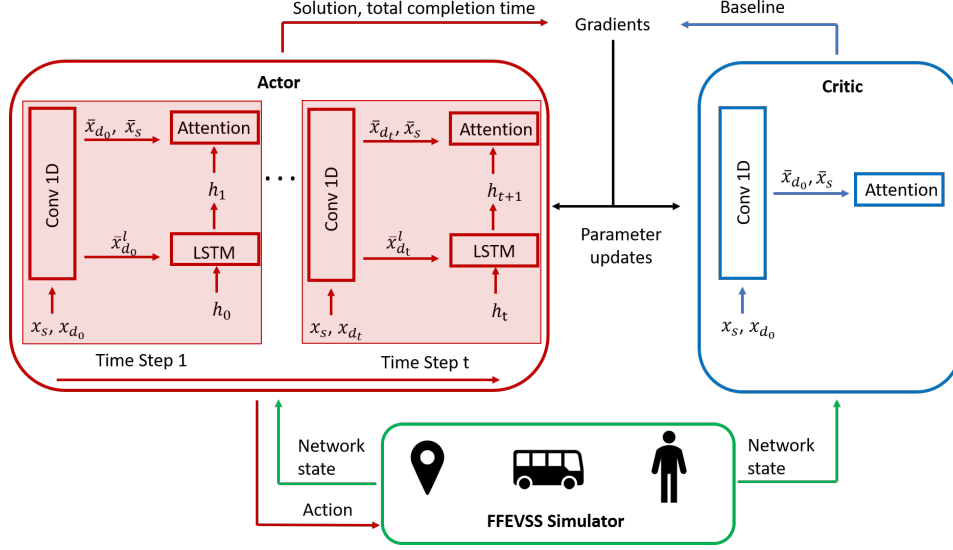 Solution, total completion time
Gradients
Baseline
Actor
Critic
Conv 1D
x̄_{d_0}, x̄_s
Attention
h_1
x̄^l_{d_0}
LSTM
h_0
x_s, x_{d_0}
Time Step 1
. . .
Conv 1D
x̄_{d_t}, x̄_s
Attention
h_{t+1}
x̄^l_{d_t}
LSTM
h_t
x_s, x_{d_t}
Time Step t
Parameter
updates
Conv 1D
x̄_{d_0}, x̄_s
Attention
x_s, x_{d_0}
Network
state
Action
FFEVSS Simulator
Network
state